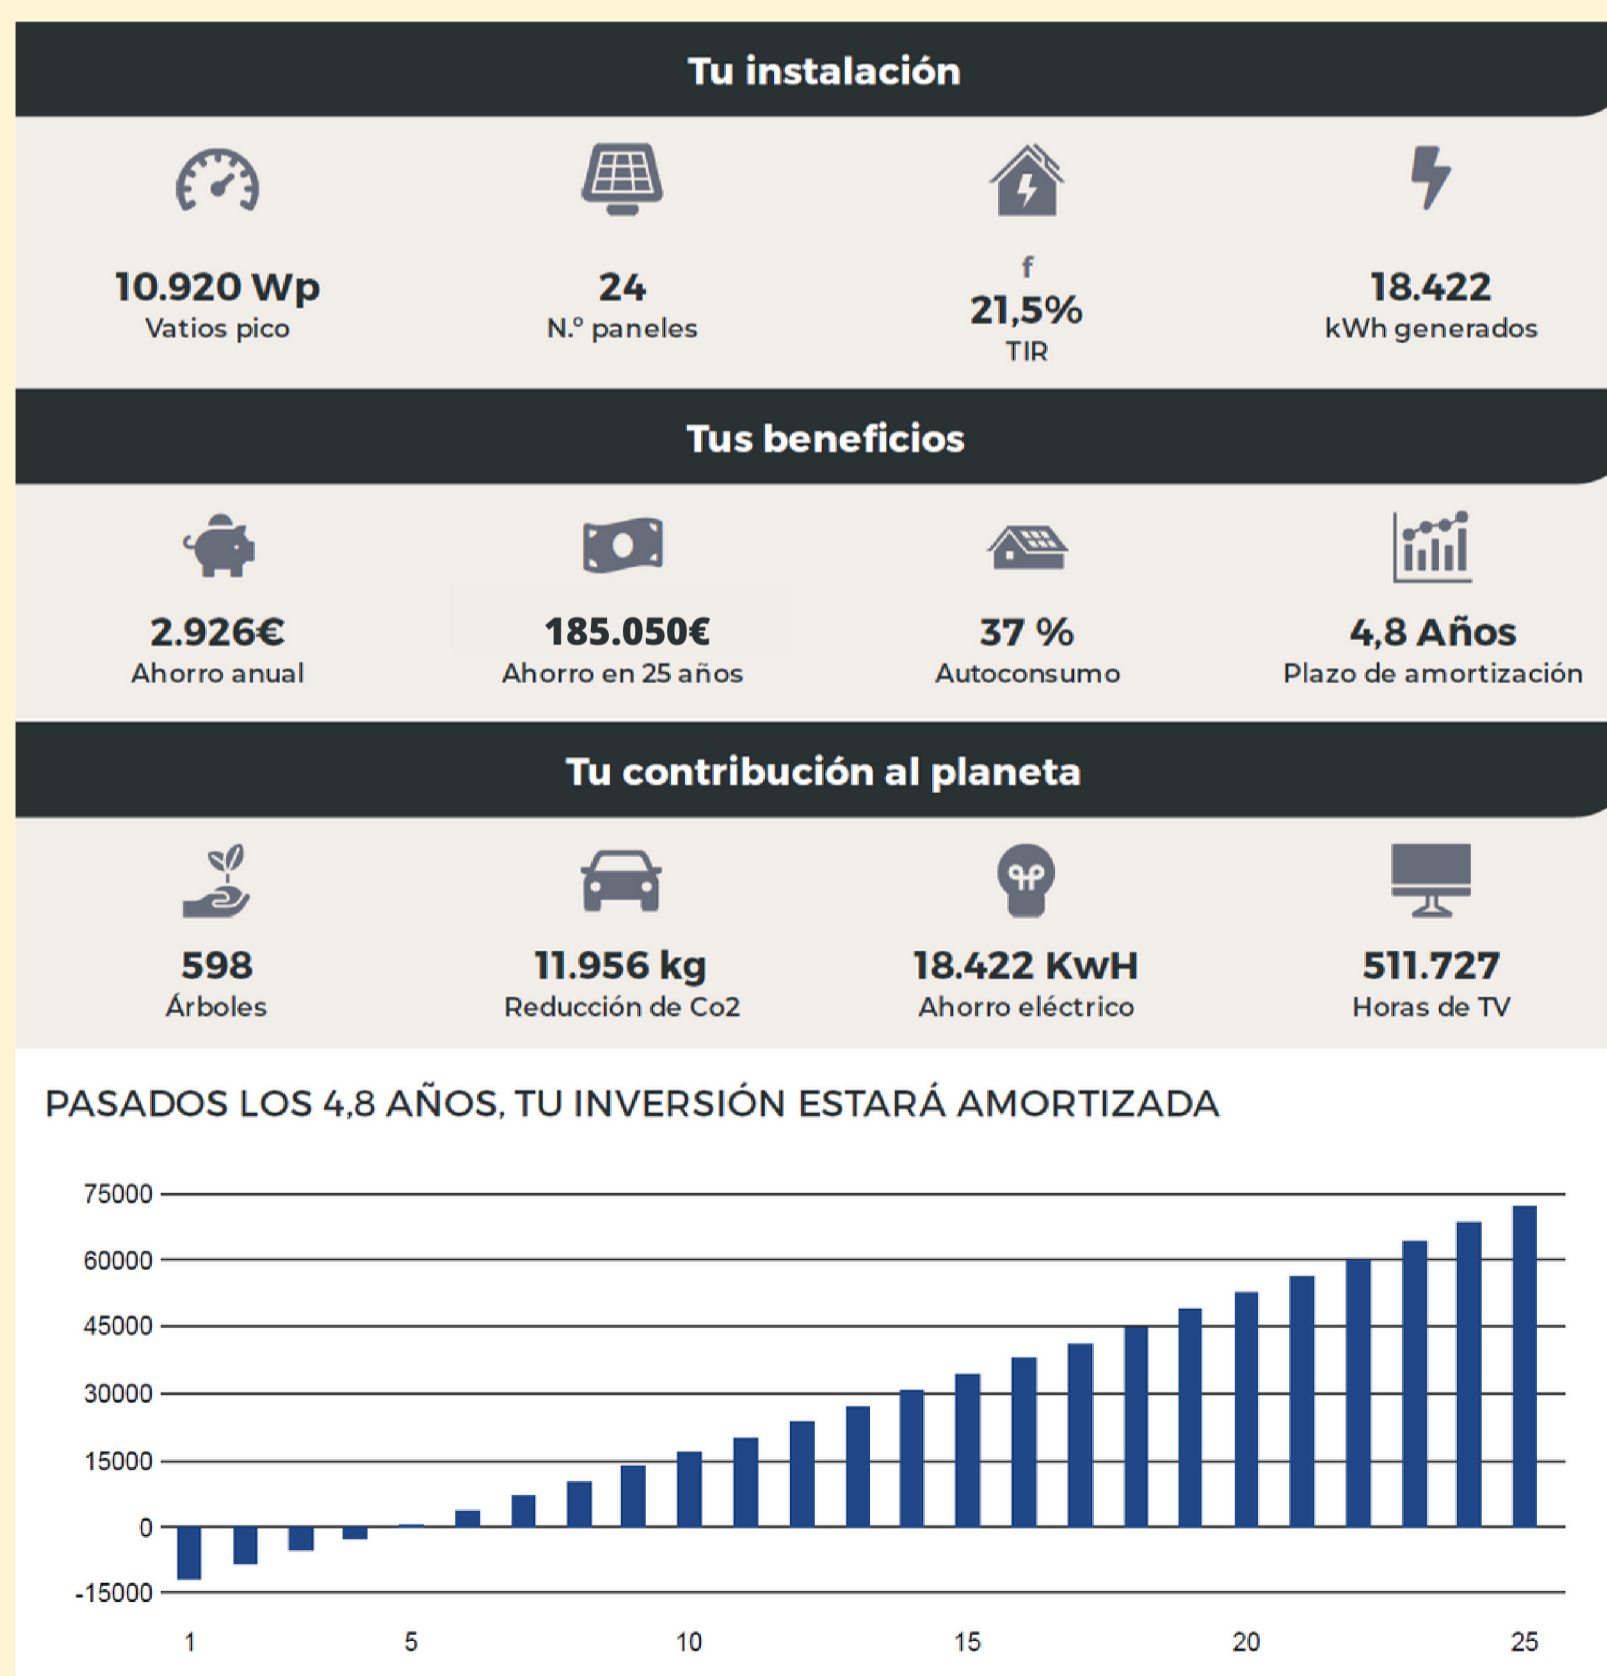 Tu instalación
10.920 Wp
Vatios pico
24
N.º paneles
f
21,5%
TIR
18.422
kWh generados
Tus beneficios
2.926€
Ahorro anual
185.050€
Ahorro en 25 años
37 %
Autoconsumo
4,8 Años
Plazo de amortización
Tu contribución al planeta
598
Árboles
11.956 kg
Reducción de Co2
18.422 KwH
Ahorro eléctrico
511.727
Horas de TV
PASADOS LOS 4,8 AÑOS, TU INVERSIÓN ESTARÁ AMORTIZADA
75000
60000
45000
30000
15000
0
-15000
1 5 10 15 20 25